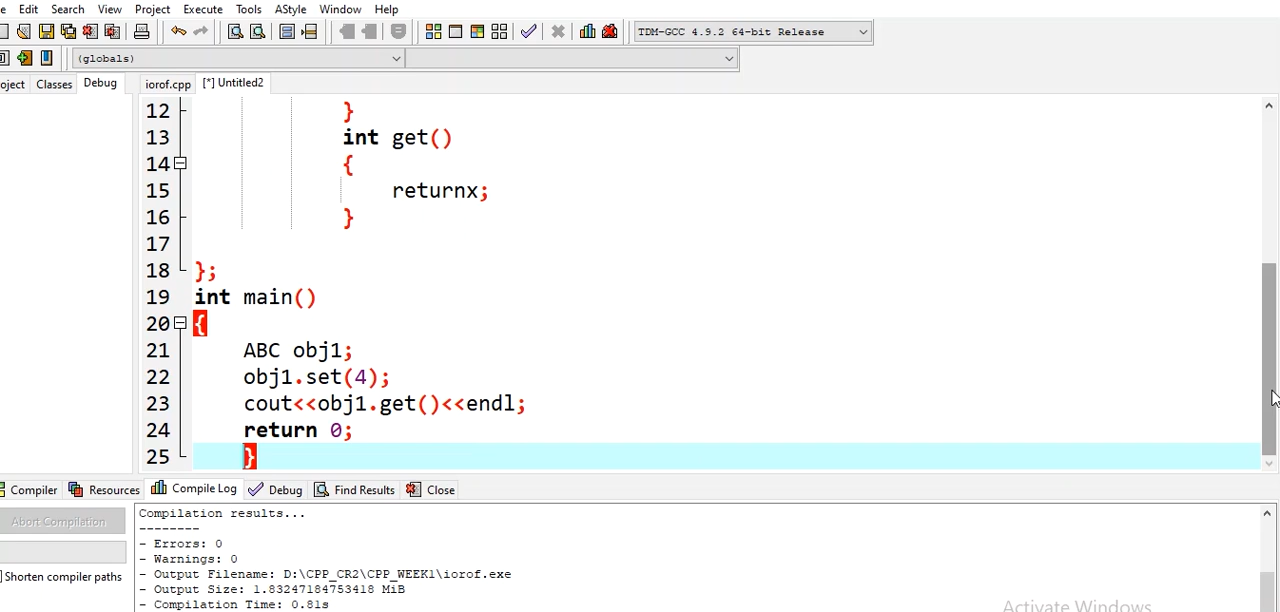 Edit Search View Project Execute Tools AStyle Window Help
TDM-GCC 4.9.2 64-bit Release
(globals)
oject Classes Debug iorof.cpp [*] Untitled2
12 }
13 int get()
14 {
15 returnx;
16 }
17
18 };
19 int main()
20 {
21 ABC obj1;
22 obj1.set(4);
23 cout<<obj1.get()<<endl;
24 return 0;
25 }
Compiler Resources Compile Log Debug Find Results Close
Abort Compilation
Shorten compiler paths
Compilation results...
--------
- Errors: 0
- Warnings: 0
- Output Filename: D:\CPP_CR2\CPP_WEEK1\iorof.exe
- Output Size: 1.83247184753418 MiB
- Compilation Time: 0.81s
Activate Windows